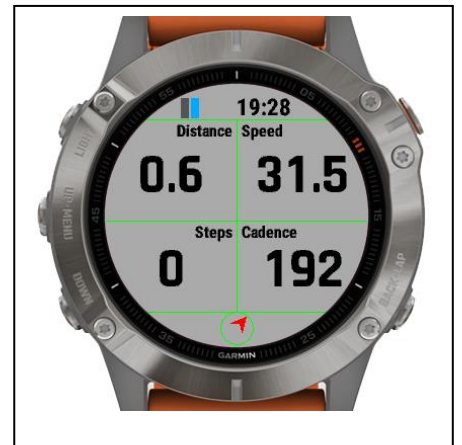 19:28
Distance Speed
0.6 31.5
Steps Cadence
0 192
GARMIN
55
05
15
25
35
45
LIGHT
UP·MENU
DOWN
BACK·LAP